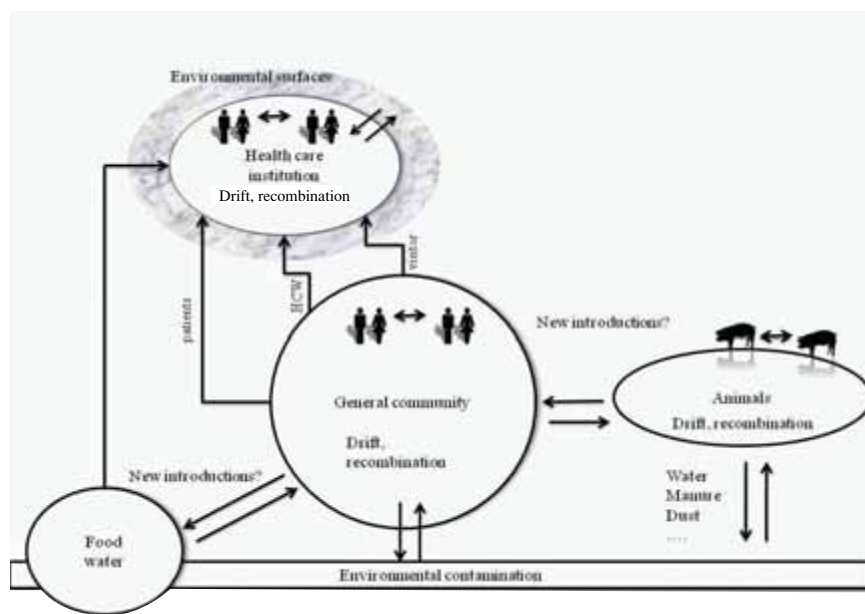 Environmental surfaces
Health care
institution
Drift, recombination
patients
HCW
visitor
General community
Drift,
recombination
New introductions?
Animals
Drift, recombination
Water
Manure
Dust
....
New introductions?
Food
water
Environmental contamination